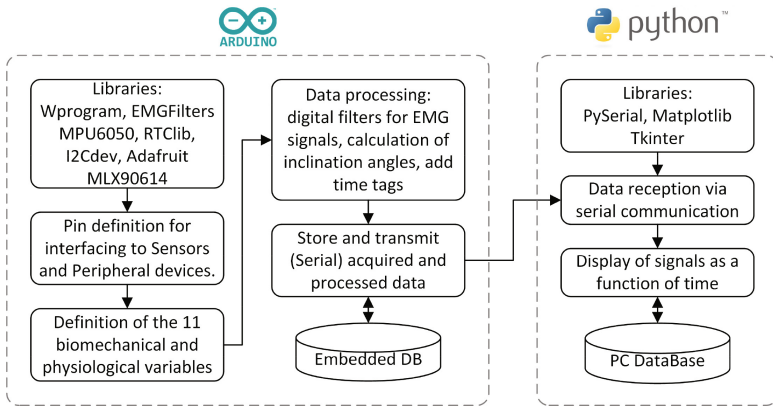 ARDUINO
python™
Libraries:
Wprogram, EMGFilters
MPU6050, RTClib,
I2Cdev, Adafruit
MLX90614
Pin definition for
interfacing to Sensors
and Peripheral devices.
Definition of the 11
biomechanical and
physiological variables
Data processing:
digital filters for EMG
signals, calculation of
inclination angles, add
time tags
Store and transmit
(Serial) acquired and
processed data
Embedded DB
Libraries:
PySerial, Matplotlib
Tkinter
Data reception via
serial communication
Display of signals as a
function of time
PC DataBase